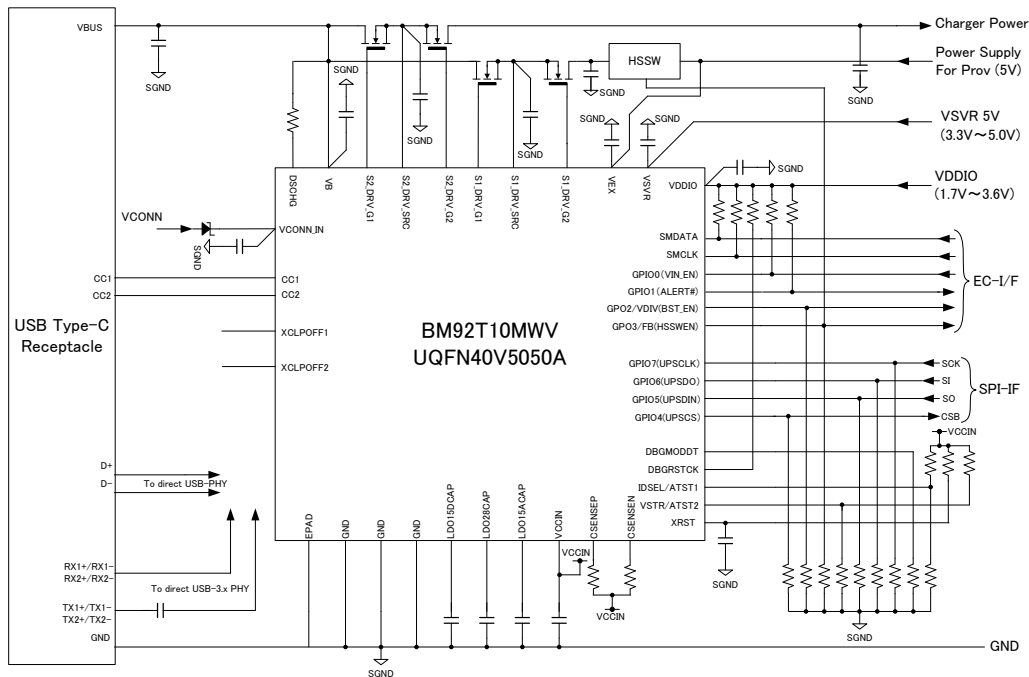 VBUS
Charger Power
Power Supply
For Prov (5V)
HSSW
SGND
SGND
SGND
SGND
SGND
SGND
SGND
SGND
SGND
VSVR 5V
(3.3V～5.0V)
VDDIO
(1.7V～3.6V)
SGND
DSCHG
VB
S2_DRV_G1
S2_DRV_SRC
S2_DRV_G2
S1_DRV_G1
S1_DRV_SRC
S1_DRV_G2
VEX
VSVR
VDDIO
VCONN
VCONN_IN
SGND
SMDATA
SMCLK
GPIO0(VIN_EN)
GPIO1(ALERT#)
GPO2/VDIV(BST_EN)
GPO3/FB(HSSWEN)
EC-I/F
CC1
CC2
CC1
CC2
USB Type-C
Receptacle
XCLPOFF1
XCLPOFF2
BM92T10MWV
UQFN40V5050A
GPIO7(UPSCLK)
GPIO6(UPSDO)
GPIO5(UPSDIN)
GPIO4(UPSCS)
SCK
SI
SO
CSB
SPI-IF
VCCIN
DBGMODDT
DBGRSTCK
IDSEL/ATST1
VSTR/ATST2
XRST
D+
D-
To direct USB-PHY
EPAD
GND
GND
GND
LDO15DCAP
LDO28CAP
LDO15ACAP
VCCIN
CSENSEP
CSENSEN
VCCIN
VCCIN
SGND
RX1+/RX1-
RX2+/RX2-
To direct USB-3.x PHY
TX1+/TX1-
TX2+/TX2-
GND
SGND
SGND
GND